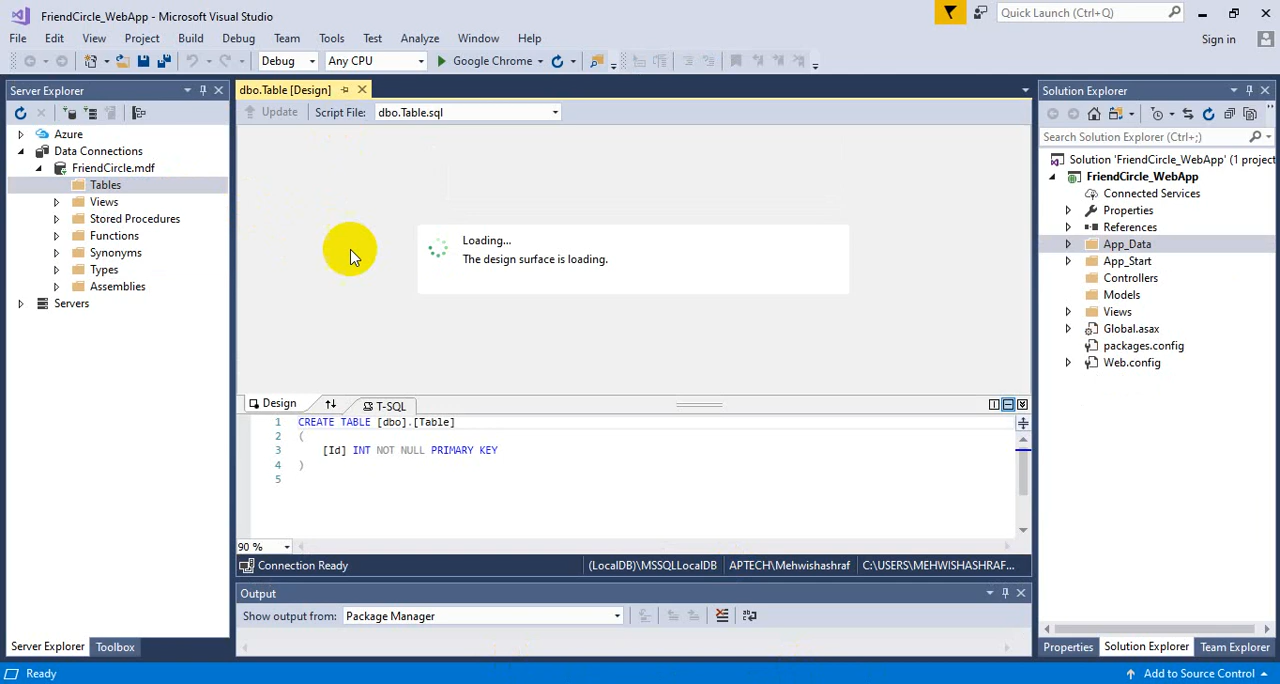 FriendCircle_WebApp - Microsoft Visual Studio
Quick Launch (Ctrl+Q)
File Edit View Project Build Debug Team Tools Test Analyze Window Help
Sign in
Debug Any CPU Google Chrome
Server Explorer
Azure
Data Connections
FriendCircle.mdf
Tables
Views
Stored Procedures
Functions
Synonyms
Types
Assemblies
Servers
Server Explorer Toolbox
dbo.Table [Design]
Update Script File: dbo.Table.sql
Loading...
The design surface is loading.
Design T-SQL
1 CREATE TABLE [dbo].[Table]
2 (
3 [Id] INT NOT NULL PRIMARY KEY
4 )
5
90 %
Connection Ready (LocalDB)\MSSQLLocalDB APTECH\Mehwishashraf C:\USERS\MEHWISHASHRAF...
Output
Show output from: Package Manager
Solution Explorer
Search Solution Explorer (Ctrl+;)
Solution 'FriendCircle_WebApp' (1 project
FriendCircle_WebApp
Connected Services
Properties
References
App_Data
App_Start
Controllers
Models
Views
Global.asax
packages.config
Web.config
Properties Solution Explorer Team Explorer
Ready
Add to Source Control